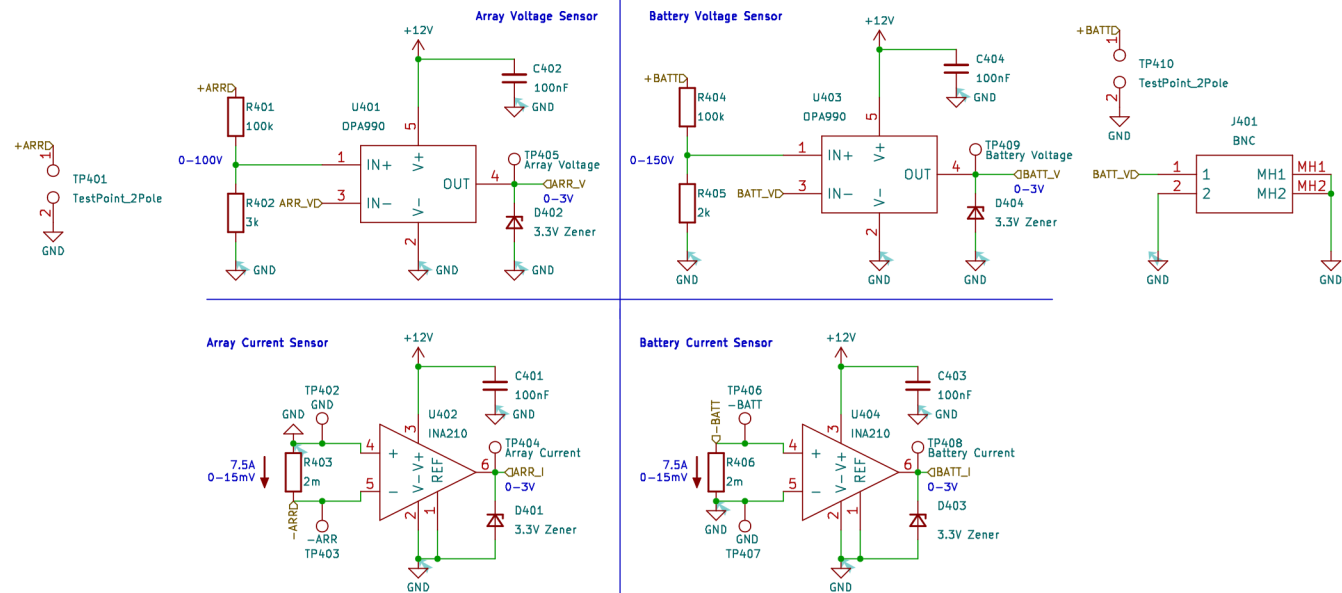 Array Voltage Sensor
+12V
C402
100nF
GND
+ARR
R401
100k
U401
OPA990
0-100V
1
IN+
5
V+
OUT
4
TP405
Array Voltage
ARR_V
0-3V
R402
3k
ARR_V
3
IN-
V-
2
D402
3.3V Zener
GND
GND
GND
+ARR
1
TP401
TestPoint_2Pole
2
GND
Battery Voltage Sensor
+12V
C404
100nF
GND
+BATT
R404
100k
U403
OPA990
0-150V
1
IN+
5
V+
OUT
4
TP409
Battery Voltage
BATT_V
0-3V
R405
2k
BATT_V
3
IN-
V-
2
D404
3.3V Zener
GND
GND
GND
+BATT
1
TP410
TestPoint_2Pole
2
GND
J401
BNC
BATT_V
1
1
MH1
MH1
2
2
MH2
MH2
GND
GND
Array Current Sensor
+12V
C401
100nF
GND
TP402
GND
GND
U402
INA210
3
4
+
7.5A
0-15mV
R403
2m
5
-
V+
V-
REF
6
TP404
Array Current
ARR_I
0-3V
-ARR
-ARR
TP403
2
1
D401
3.3V Zener
GND
Battery Current Sensor
+12V
C403
100nF
GND
TP406
-BATT
-BATT
U404
INA210
3
4
+
7.5A
0-15mV
R406
2m
5
-
V+
V-
REF
6
TP408
Battery Current
BATT_I
0-3V
GND
GND
TP407
2
1
D403
3.3V Zener
GND